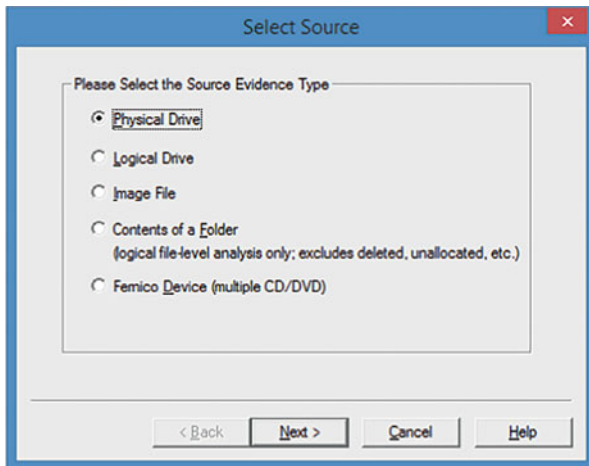 Select Source
Please Select the Source Evidence Type
Physical Drive
Logical Drive
Image File
Contents of a Folder
(logical file-level analysis only; excludes deleted, unallocated, etc.)
Fernico Device (multiple CD/DVD)
< Back
Next >
Cancel
Help